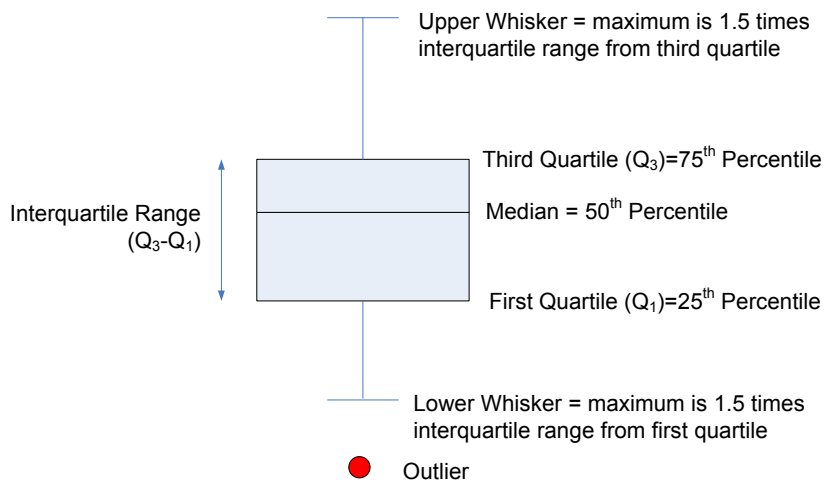 Upper Whisker = maximum is 1.5 times
interquartile range from third quartile
Third Quartile (Q₃)=75ᵗʰ Percentile
Interquartile Range
(Q₃-Q₁)
Median = 50ᵗʰ Percentile
First Quartile (Q₁)=25ᵗʰ Percentile
Lower Whisker = maximum is 1.5 times
interquartile range from first quartile
Outlier